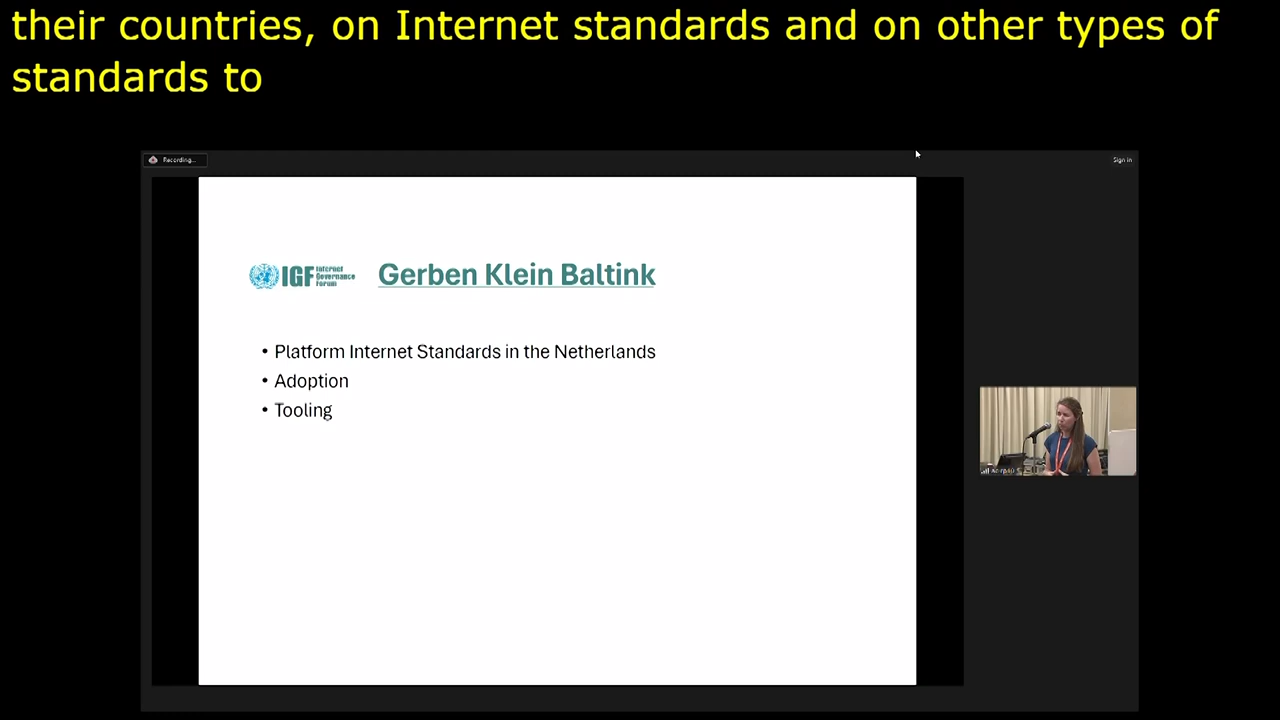 their countries, on Internet standards and on other types of
standards to
Recording...
Sign in
IGF Internet Governance Forum
Gerben Klein Baltink
• Platform Internet Standards in the Netherlands
• Adoption
• Tooling